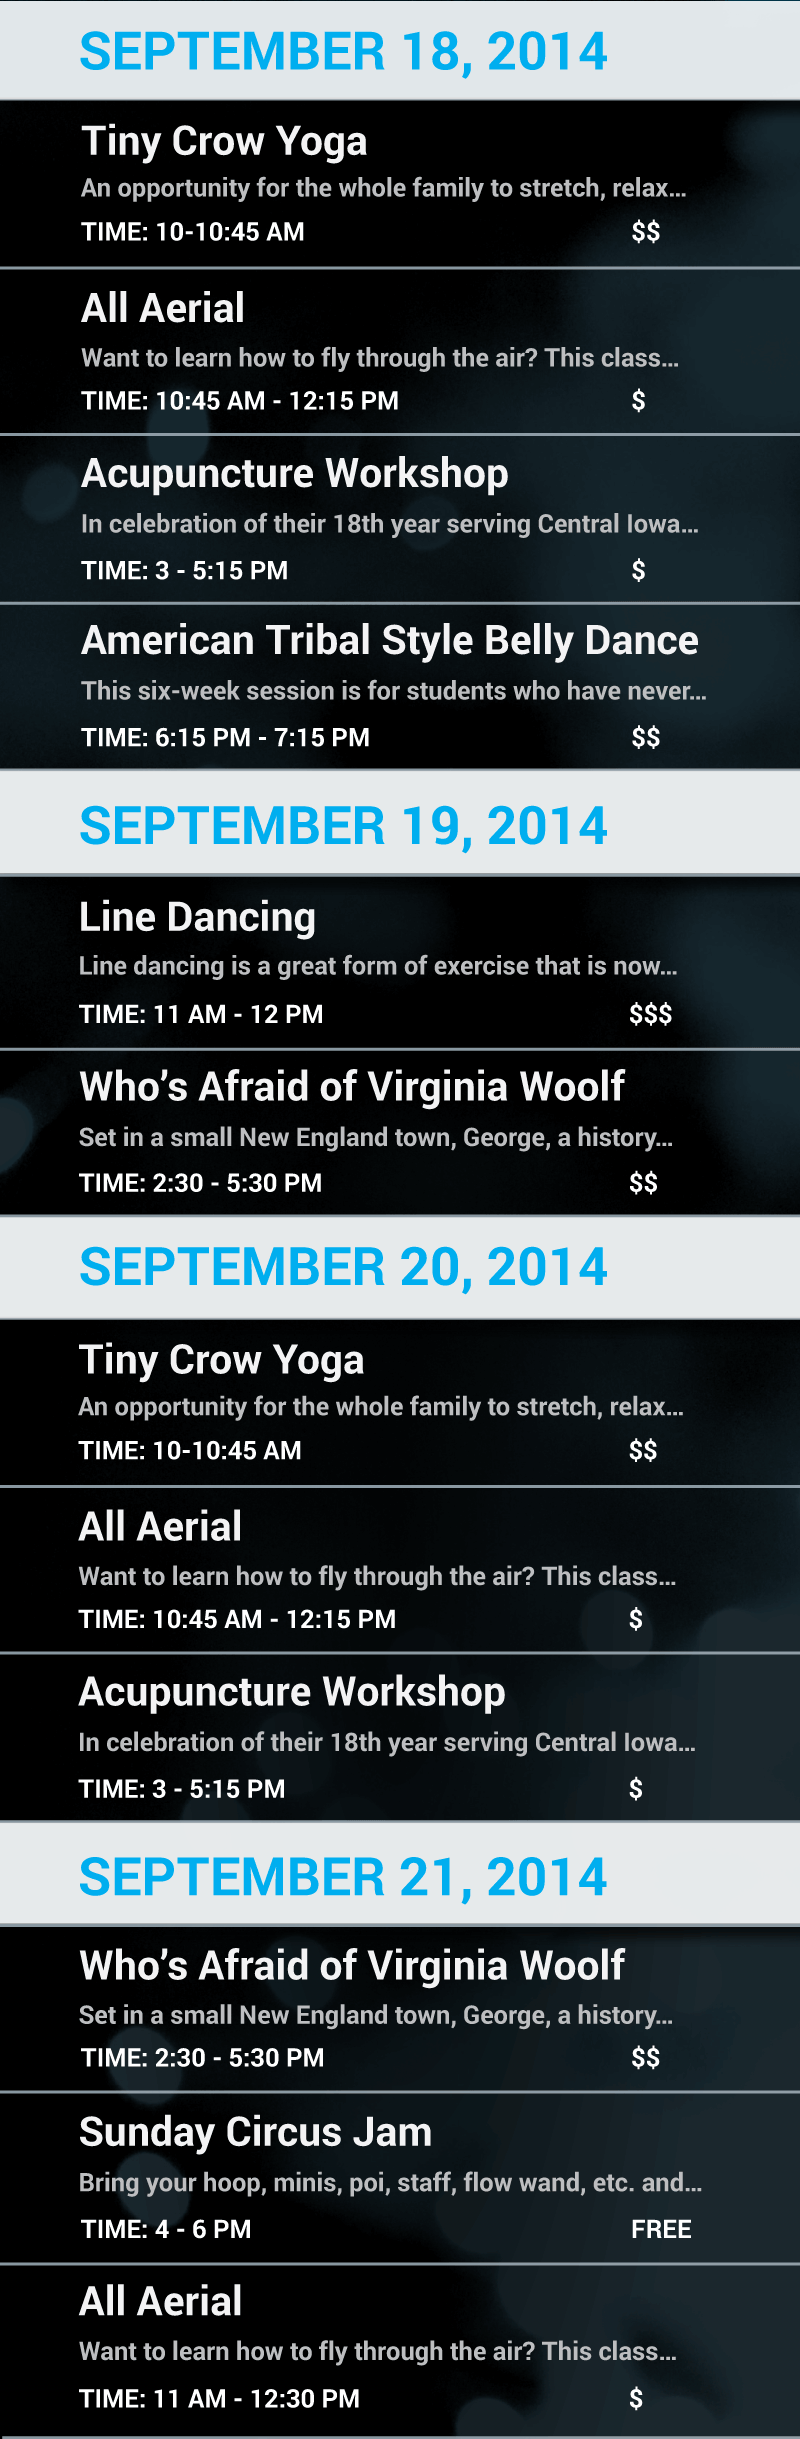 SEPTEMBER 18, 2014
Tiny Crow Yoga
An opportunity for the whole family to stretch, relax...
TIME: 10-10:45 AM $$
All Aerial
Want to learn how to fly through the air? This class...
TIME: 10:45 AM - 12:15 PM $
Acupuncture Workshop
In celebration of their 18th year serving Central Iowa...
TIME: 3 - 5:15 PM $
American Tribal Style Belly Dance
This six-week session is for students who have never...
TIME: 6:15 PM - 7:15 PM $$
SEPTEMBER 19, 2014
Line Dancing
Line dancing is a great form of exercise that is now...
TIME: 11 AM - 12 PM $$$
Who's Afraid of Virginia Woolf
Set in a small New England town, George, a history...
TIME: 2:30 - 5:30 PM $$
SEPTEMBER 20, 2014
Tiny Crow Yoga
An opportunity for the whole family to stretch, relax...
TIME: 10-10:45 AM $$
All Aerial
Want to learn how to fly through the air? This class...
TIME: 10:45 AM - 12:15 PM $
Acupuncture Workshop
In celebration of their 18th year serving Central Iowa...
TIME: 3 - 5:15 PM $
SEPTEMBER 21, 2014
Who's Afraid of Virginia Woolf
Set in a small New England town, George, a history...
TIME: 2:30 - 5:30 PM $$
Sunday Circus Jam
Bring your hoop, minis, poi, staff, flow wand, etc. and...
TIME: 4 - 6 PM FREE
All Aerial
Want to learn how to fly through the air? This class...
TIME: 11 AM - 12:30 PM $